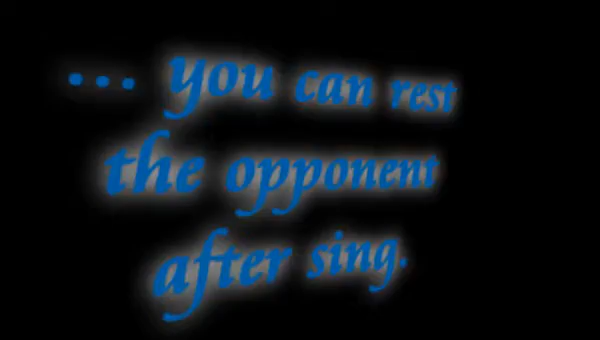 ... you can rest
the opponent
after sing.